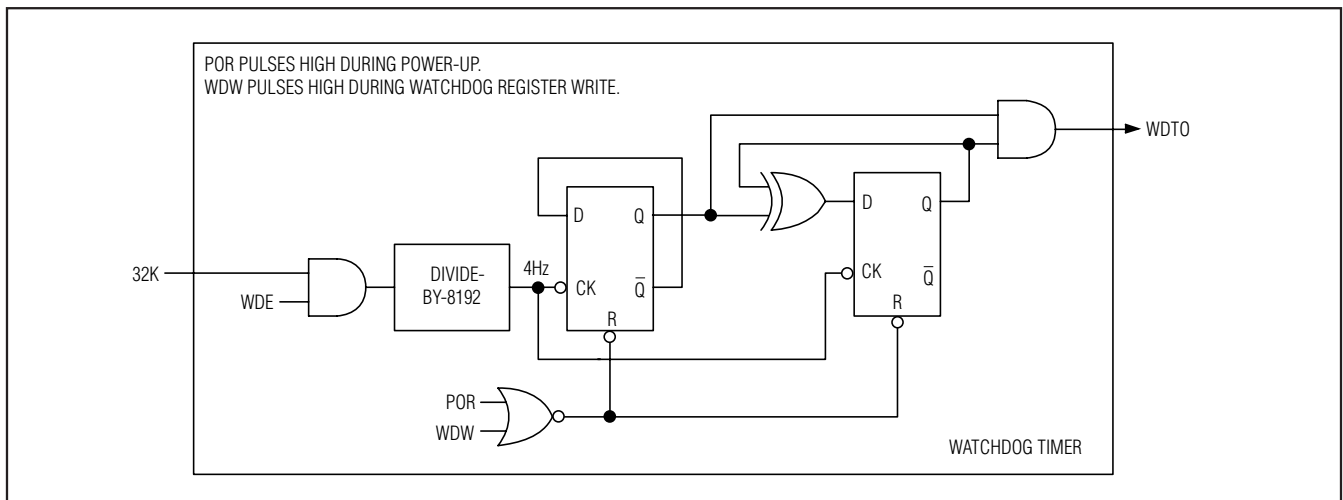 POR PULSES HIGH DURING POWER-UP.
WDW PULSES HIGH DURING WATCHDOG REGISTER WRITE.
WDTO
D Q
D Q
32K
WDE
DIVIDE-
BY-8192
4Hz
CK Q̅
CK Q̅
R
R
POR
WDW
WATCHDOG TIMER